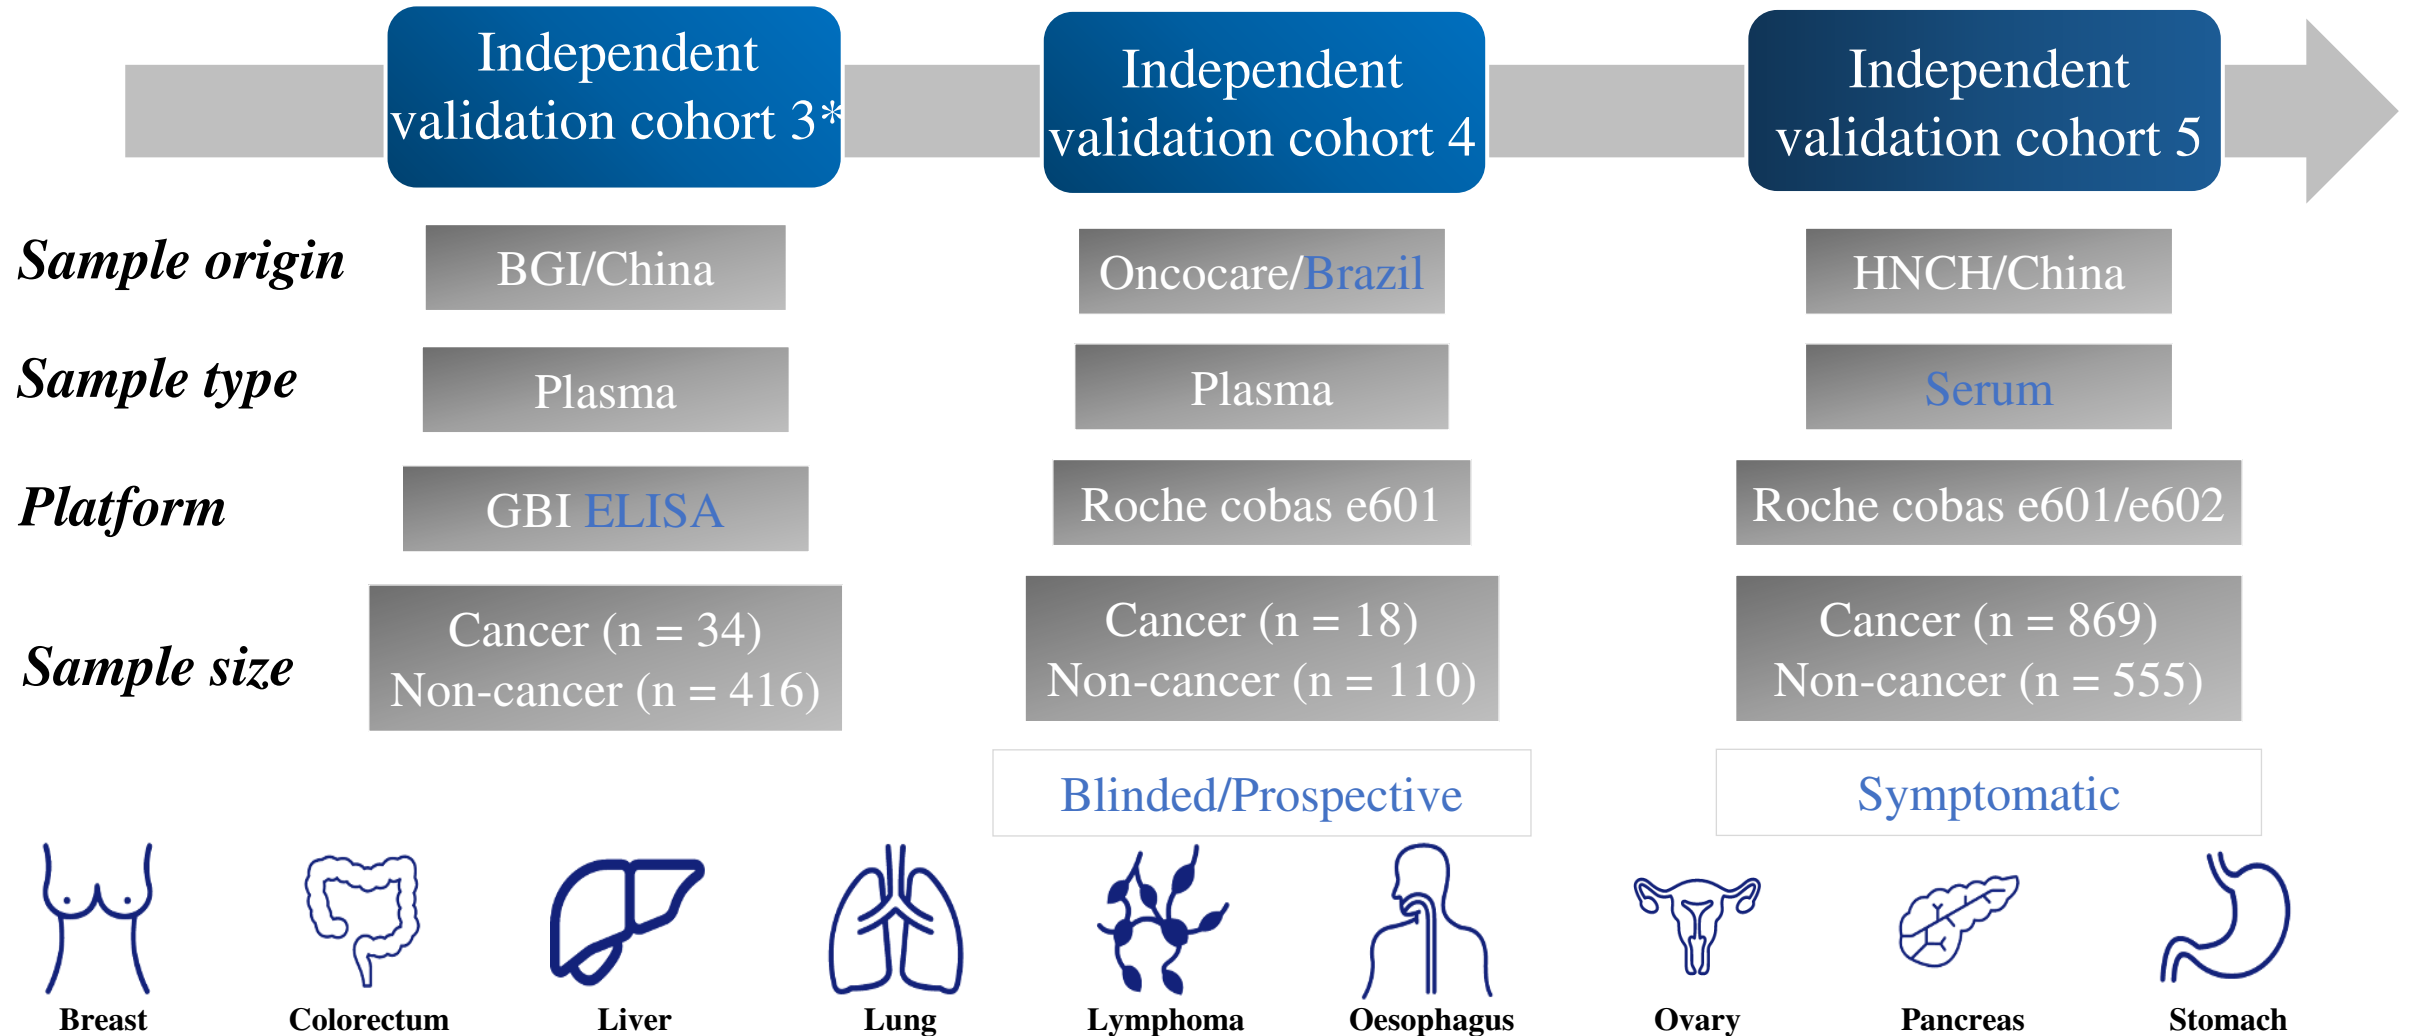 Independent
validation cohort 3*
Independent
validation cohort 4
Independent
validation cohort 5
Sample origin
BGI/China
Oncocare/Brazil
HNCH/China
Sample type
Plasma
Plasma
Serum
Platform
GBI ELISA
Roche cobas e601
Roche cobas e601/e602
Sample size
Cancer (n = 34)
Non-cancer (n = 416)
Cancer (n = 18)
Non-cancer (n = 110)
Cancer (n = 869)
Non-cancer (n = 555)
Blinded/Prospective
Symptomatic
Breast
Colorectum
Liver
Lung
Lymphoma
Oesophagus
Ovary
Pancreas
Stomach